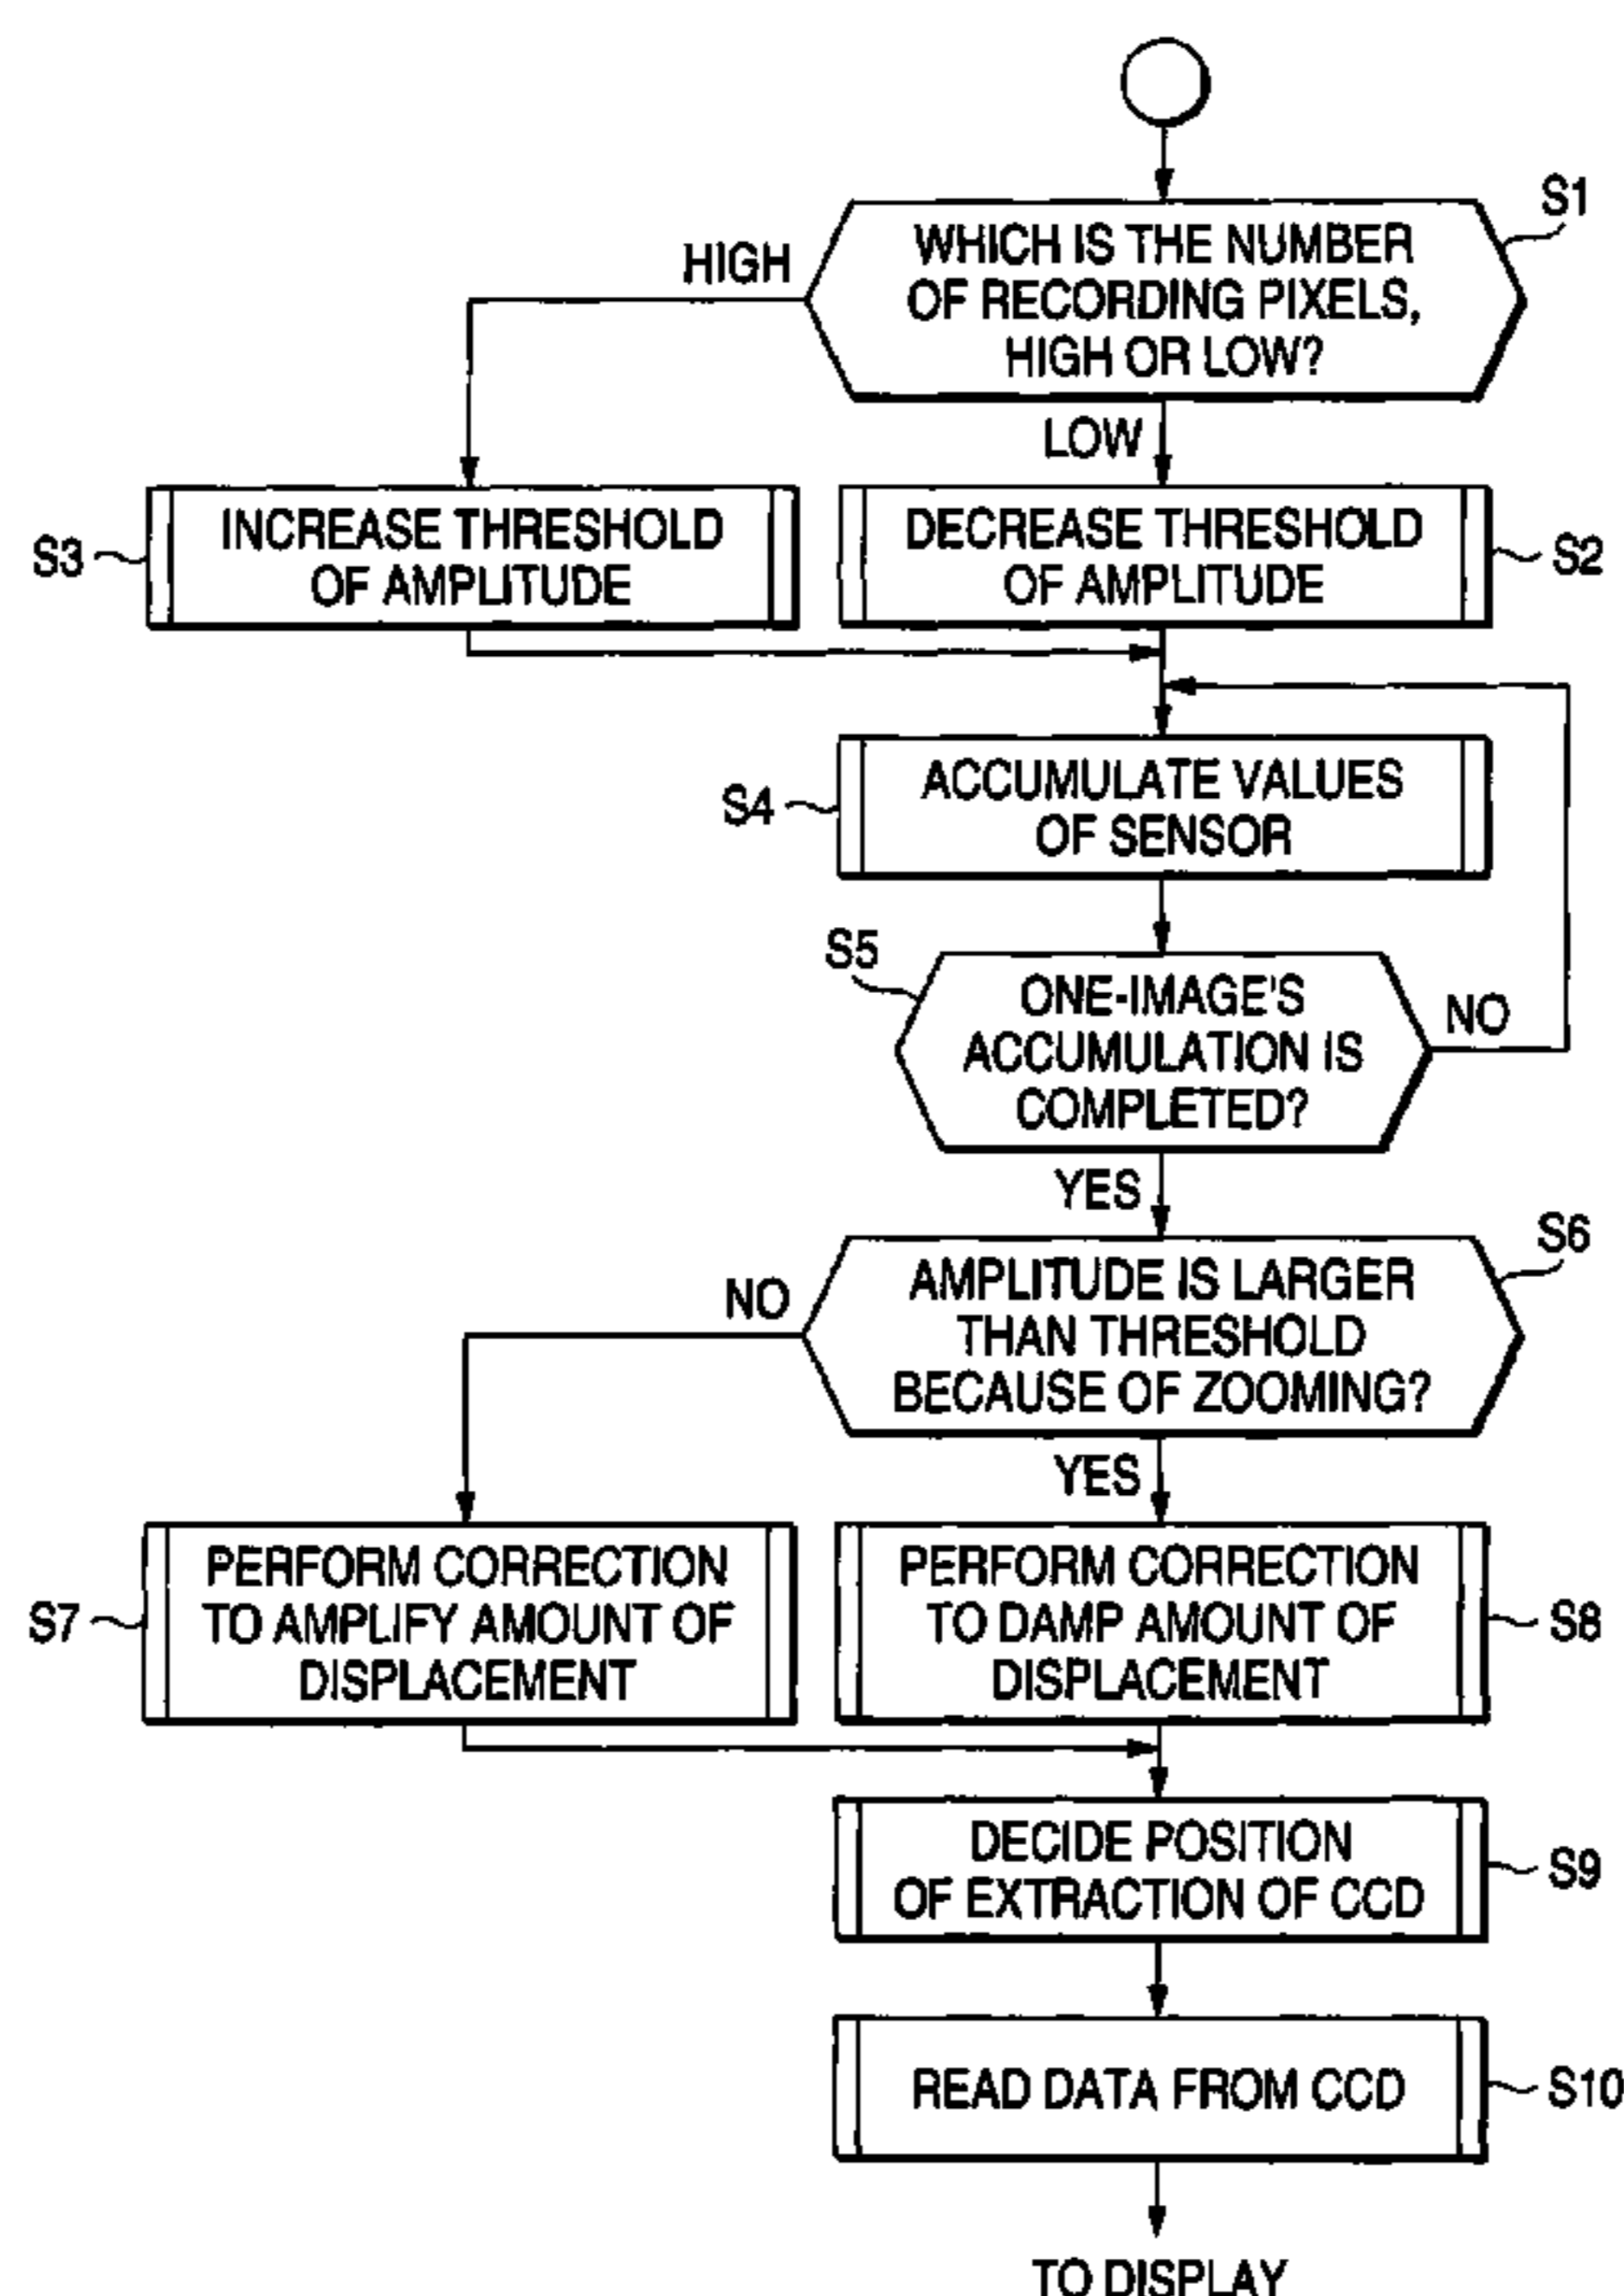 S1
WHICH IS THE NUMBER
OF RECORDING PIXELS,
HIGH OR LOW?
HIGH
LOW
S3
INCREASE THRESHOLD
OF AMPLITUDE
DECREASE THRESHOLD
OF AMPLITUDE
S2
S4
ACCUMULATE VALUES
OF SENSOR
S5
ONE-IMAGE'S
ACCUMULATION IS
COMPLETED?
NO
YES
S6
AMPLITUDE IS LARGER
THAN THRESHOLD
BECAUSE OF ZOOMING?
NO
YES
S7
PERFORM CORRECTION
TO AMPLIFY AMOUNT OF
DISPLACEMENT
PERFORM CORRECTION
TO DAMP AMOUNT OF
DISPLACEMENT
S8
DECIDE POSITION
OF EXTRACTION OF CCD
S9
READ DATA FROM CCD
S10
TO DISPLAY